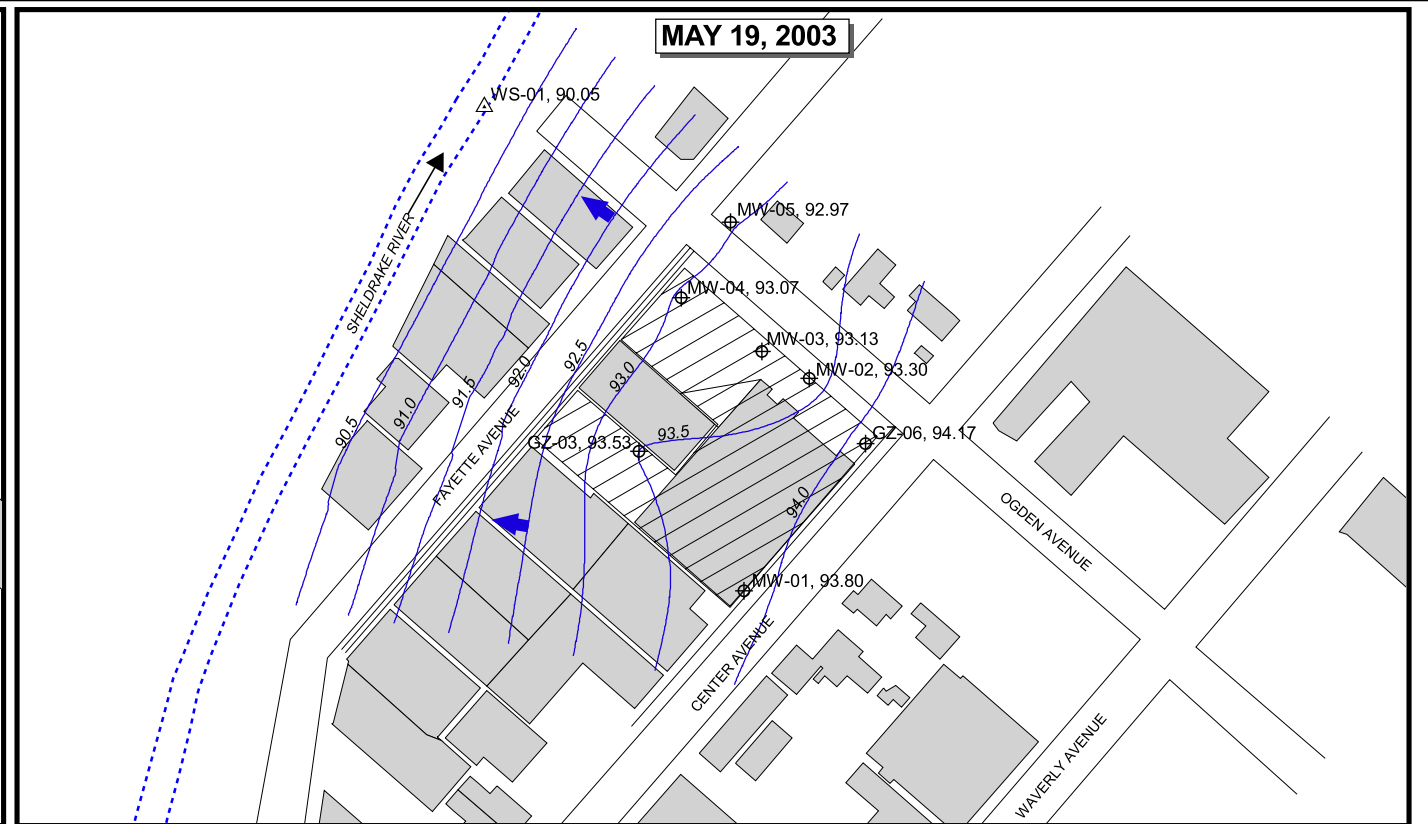 MAY 19, 2003
WS-01, 90.05
MW-05, 92.97
SHELDRAKE RIVER
MW-04, 93.07
MW-03, 93.13
MW-02, 93.30
GZ-06, 94.17
GZ-03, 93.53
MW-01, 93.80
90.5
91.0
91.5
92.0
92.5
93.0
93.5
94.0
FAYETTE AVENUE
OGDEN AVENUE
CENTER AVENUE
WAVERLY AVENUE